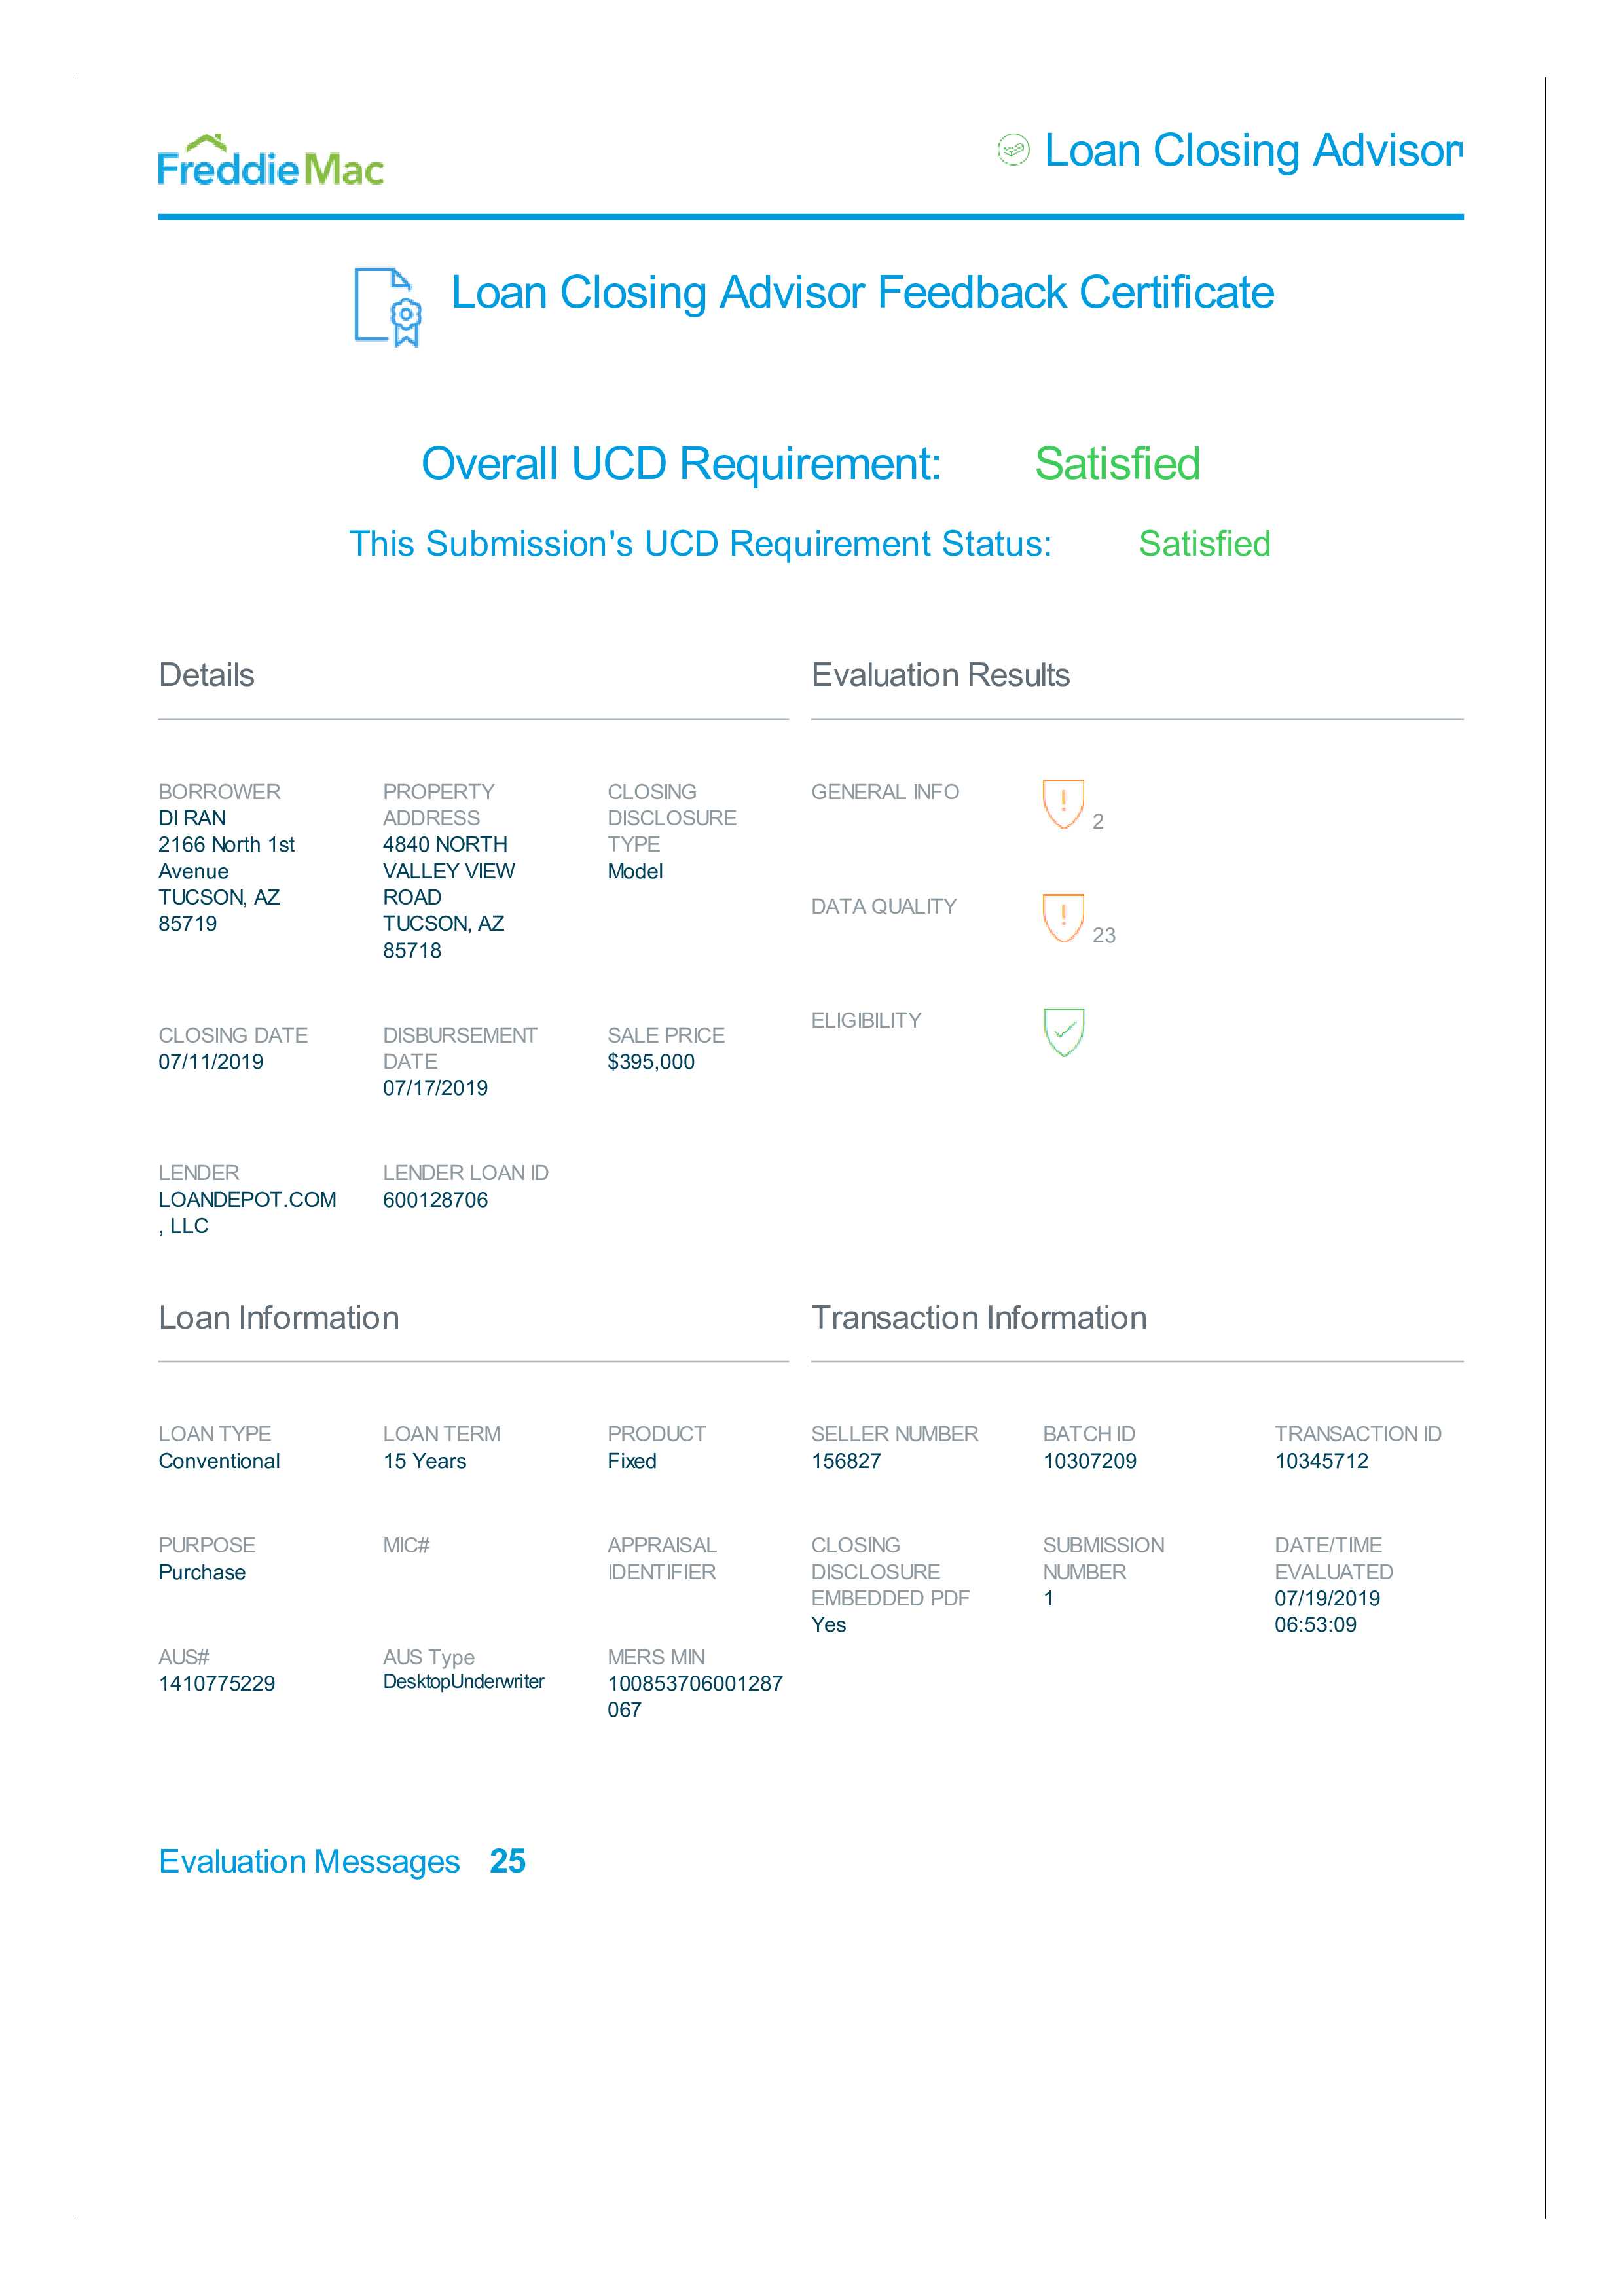 Freddie Mac
Loan Closing Advisor
Loan Closing Advisor Feedback Certificate
Overall UCD Requirement: Satisfied
This Submission's UCD Requirement Status: Satisfied
Details
BORROWER
DI RAN
2166 North 1st
Avenue
TUCSON, AZ
85719
PROPERTY
ADDRESS
4840 NORTH
VALLEY VIEW
ROAD
TUCSON, AZ
85718
CLOSING
DISCLOSURE
TYPE
Model
CLOSING DATE
07/11/2019
DISBURSEMENT
DATE
07/17/2019
SALE PRICE
$395,000
LENDER
LOANDEPOT.COM
, LLC
LENDER LOAN ID
600128706
Evaluation Results
GENERAL INFO
! 2
DATA QUALITY
! 23
ELIGIBILITY
Loan Information
LOAN TYPE
Conventional
LOAN TERM
15 Years
PRODUCT
Fixed
PURPOSE
Purchase
MIC#
APPRAISAL
IDENTIFIER
AUS#
1410775229
AUS Type
DesktopUnderwriter
MERS MIN
100853706001287
067
Transaction Information
SELLER NUMBER
156827
BATCH ID
10307209
TRANSACTION ID
10345712
CLOSING
DISCLOSURE
EMBEDDED PDF
Yes
SUBMISSION
NUMBER
1
DATE/TIME
EVALUATED
07/19/2019
06:53:09
Evaluation Messages 25